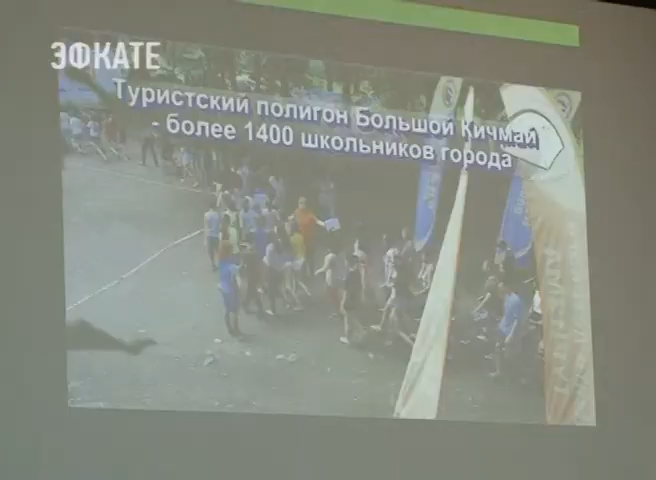 ЭФКАТЕ
Туристский полигон Большой Кичмай
- более 1400 школьников города